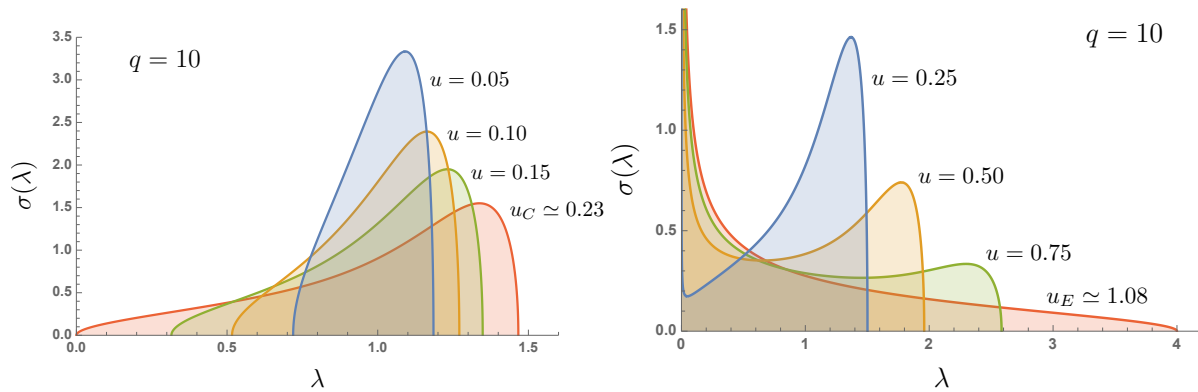 q = 10
σ(λ)
3.5
3.0
2.5
2.0
1.5
1.0
0.5
0.0
u = 0.05
u = 0.10
u = 0.15
u_C ≃ 0.23
0.0 0.5 1.0 1.5
λ
q = 10
σ(λ)
1.5
1.0
0.5
0.0
u = 0.25
u = 0.50
u = 0.75
u_E ≃ 1.08
0 1 2 3 4
λ